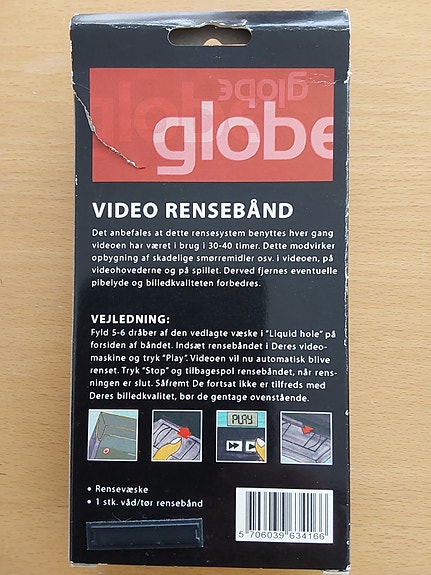 globe
globe
globe
VIDEO RENSEBÅND
Det anbefales at dette rensesystem benyttes hver gang
videoen har været i brug i 30-40 timer. Dette modvirker
opbygning af skadelige smørremidler osv. i videoen, på
videohovederne og på spillet. Derved fjernes eventuelle
pibelyde og billedkvaliteten forbedres.
VEJLEDNING:
Fyld 5-6 dråber af den vedlagte væske i "Liquid hole" på
forsiden af båndet. Indsæt rensebåndet i Deres video-
maskine og tryk "Play". Videoen vil nu automatisk blive
renset. Tryk "Stop" og tilbagespol rensebåndet, når rens-
ningen er slut. Såfremt De fortsat ikke er tilfreds med
Deres billedkvalitet, bør de gentage ovenstående.
PLAY
• Rensevæske
• 1 stk. våd/tør rensebånd
5 706039 634166